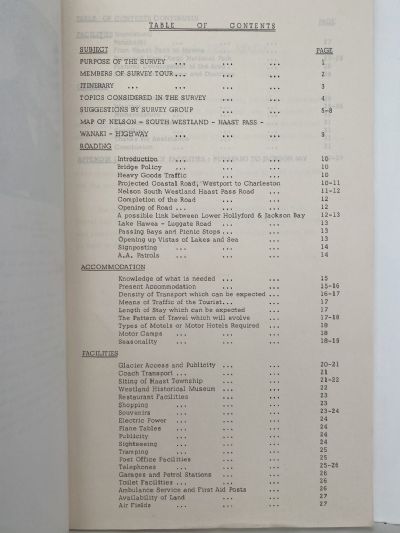 TABLE OF CONTENTS
SUBJECT PAGE
PURPOSE OF THE SURVEY ... ... ... 1
MEMBERS OF SURVEY TOUR... ... ... 2
ITINERARY ... ... ... ... 3
TOPICS CONSIDERED IN THE SURVEY ... ... 4
SUGGESTIONS BY SURVEY GROUP ... ... 5-8
MAP OF NELSON - SOUTH WESTLAND - HAAST PASS -
WANAKI - HIGHWAY ... ... ... 9
ROADING
Introduction ... ... ... 10
Bridge Policy ... ... ... 10
Heavy Goods Traffic ... ... 10
Projected Coastal Road, Westport to Charleston 10-11
Nelson South Westland Haast Pass Road ... 11-12
Completion of the Road ... ... 12
Opening of Road ... ... ... 12
A possible link between Lower Hollyford & Jackson Bay 12-13
Lake Hawea - Luggate Road ... ... 13
Passing Bays and Picnic Stops... ... 13
Opening up Vistas of Lakes and Sea ... 13
Signposting ... ... ... 14
A.A. Patrols ... ... ... 14
ACCOMMODATION
Knowledge of what is needed ... ... 15
Present Accommodation ... ... 15-16
Density of Transport which can be expected ... 16-17
Means of Traffic of the Tourist... ... 17
Length of Stay which can be expected ... 17
The Pattern of Travel which will evolve ... 17-18
Types of Motels or Motor Hotels Required ... 18
Motor Camps ... ... ... 18
Seasonality ... ... ... 18-19
FACILITIES
Glacier Access and Publicity ... ... 20-21
Coach Transport ... ... ... 21
Siting of Haast Township ... ... 21-22
Westland Historical Museum ... ... 22
Restaurant Facilities ... ... 23
Shopping ... ... ... 23
Souvenirs ... ... ... 23-24
Electric Power ... ... ... 24
Plane Tables ... ... ... 24
Publicity ... ... ... 24
Sightseeing ... ... ... 24
Tramping ... ... ... 25
Post Office Facilities ... ... 25
Telephones ... ... ... 25-26
Garages and Petrol Stations ... ... 26
Toilet Facilities ... ... ... 26
Ambulance Service and First Aid Posts ... 26
Availability of Land ... ... 27
Air Fields ... ... ... 27